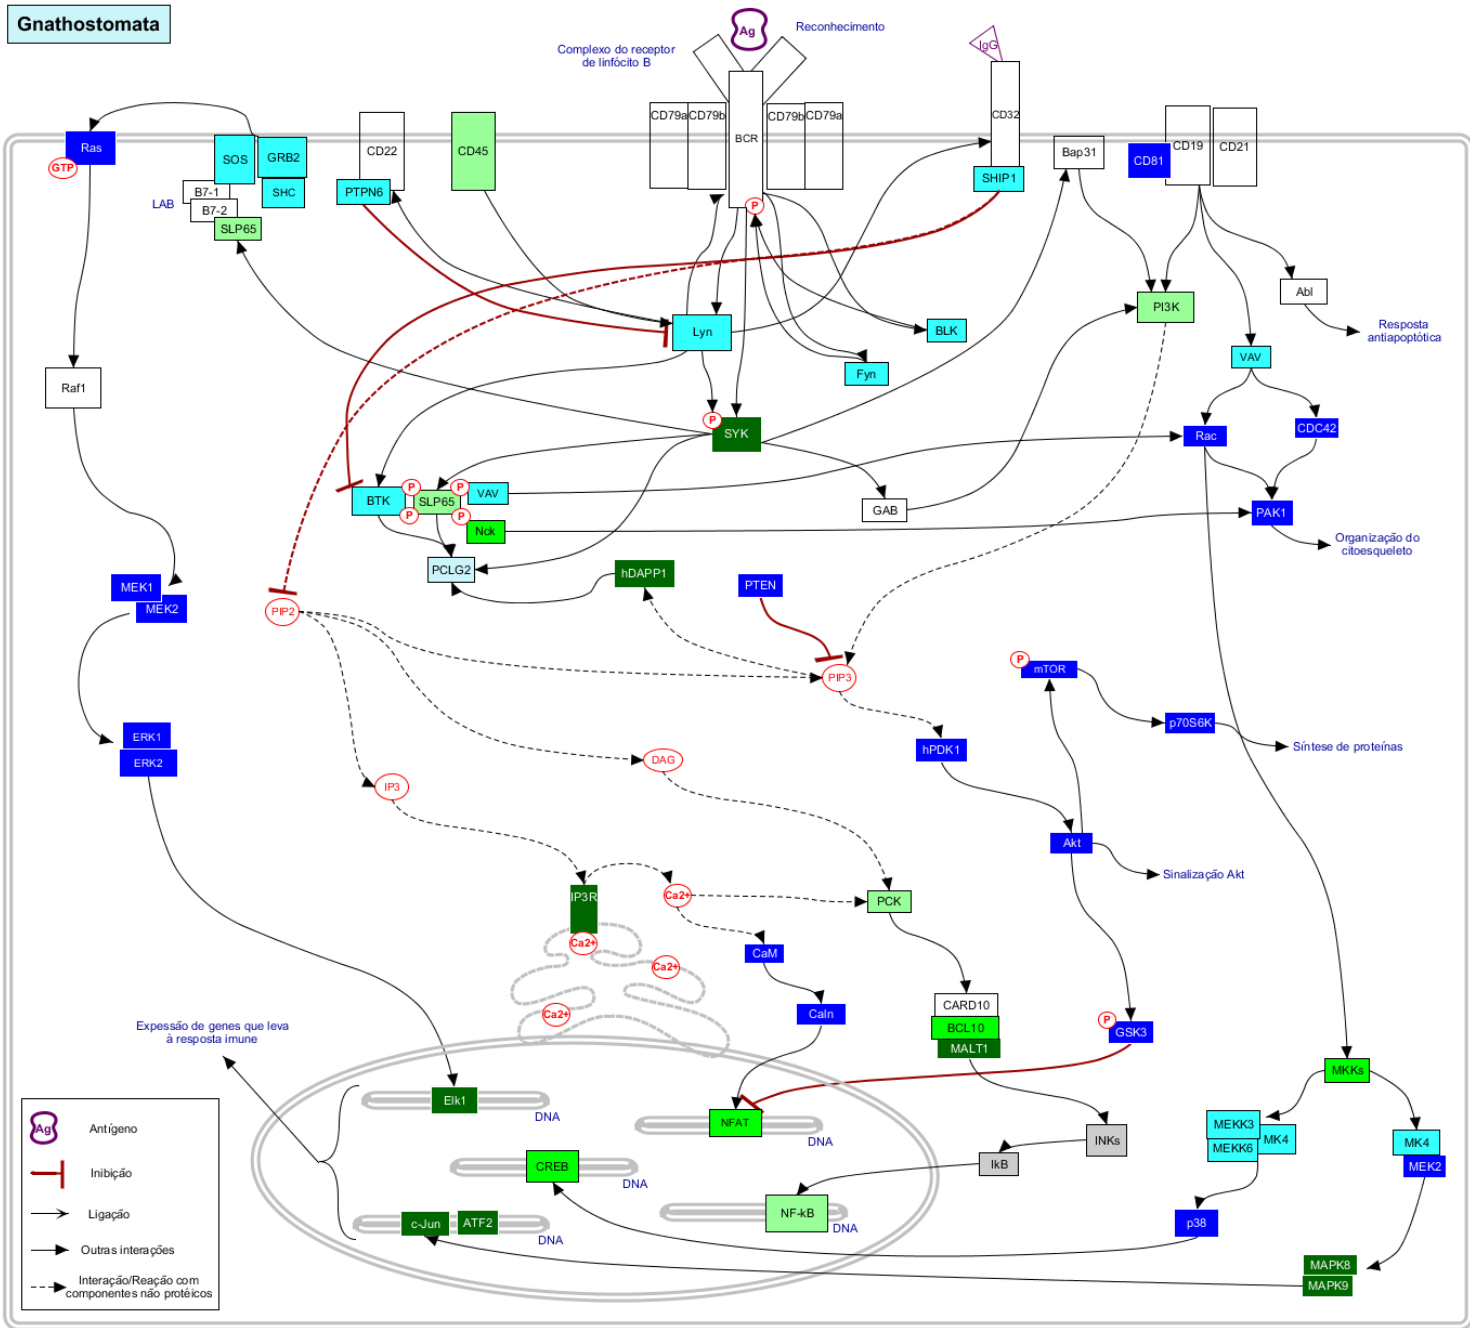 Gnathostomata
Ag
Reconhecimento
Complexo do receptor
de linfócito B
IgG
CD79a
CD79b
BCR
CD79b
CD79a
CD32
Ras
GTP
SOS
GRB2
SHC
B7-1
B7-2
LAB
SLP65
CD22
PTPN6
CD45
P
SHIP1
Bap31
CD81
CD19
CD21
PI3K
Abl
Resposta
antiapoptótica
Lyn
BLK
Fyn
VAV
Raf1
P
SYK
Rac
CDC42
BTK
P
P
SLP65
P
P
VAV
Nck
GAB
PAK1
Organização do
citoesqueleto
PCLG2
hDAPP1
PTEN
MEK1
MEK2
PIP2
PIP3
P
mTOR
p70S6K
Síntese de proteínas
ERK1
ERK2
hPDK1
DAG
IP3
Akt
Sinalização Akt
IP3R
Ca2+
Ca2+
PCK
CaM
Ca2+
Ca2+
Caln
CARD10
BCL10
MALT1
P
GSK3
Expessão de genes que leva
à resposta imune
MKKs
Elk1
DNA
NFAT
DNA
INKs
IkB
MEKK3
MEKK6
MK4
MK4
MEK2
CREB
DNA
NF-kB
DNA
c-Jun
ATF2
DNA
p38
MAPK8
MAPK9
Ag
Antígeno
Inibição
Ligação
Outras interações
Interação/Reação com
componentes não protéicos